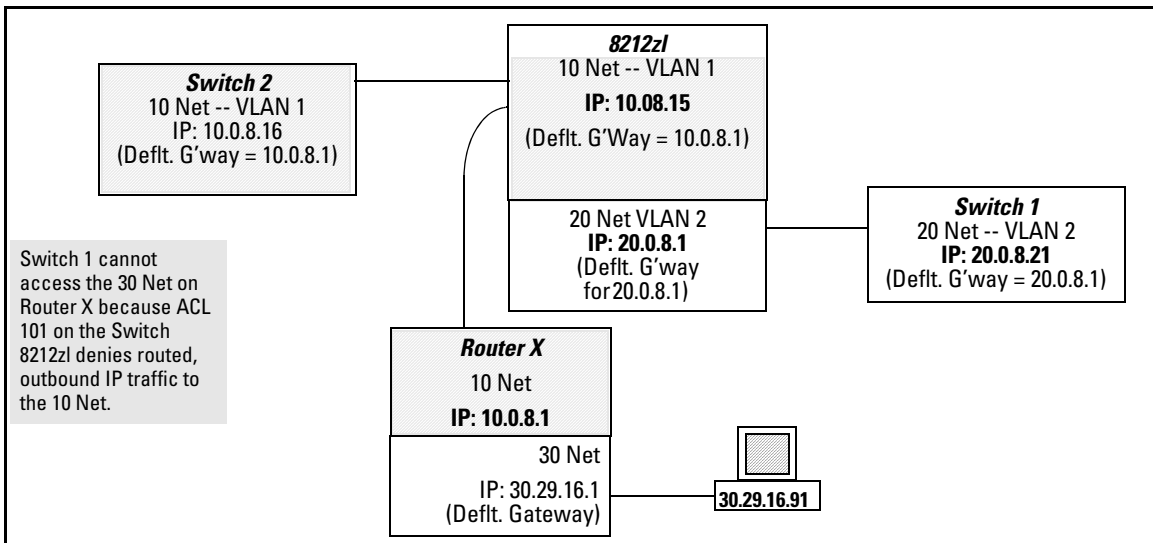 8212zl
10 Net -- VLAN 1
IP: 10.08.15
(Deflt. G'Way = 10.0.8.1)
Switch 2
10 Net -- VLAN 1
IP: 10.0.8.16
(Deflt. G'way = 10.0.8.1)
20 Net VLAN 2
IP: 20.0.8.1
(Deflt. G'way
for 20.0.8.1)
Switch 1
20 Net -- VLAN 2
IP: 20.0.8.21
(Deflt. G'way = 20.0.8.1)
Switch 1 cannot
access the 30 Net on
Router X because ACL
101 on the Switch
8212zl denies routed,
outbound IP traffic to
the 10 Net.
Router X
10 Net
IP: 10.0.8.1
30 Net
IP: 30.29.16.1
(Deflt. Gateway)
30.29.16.91